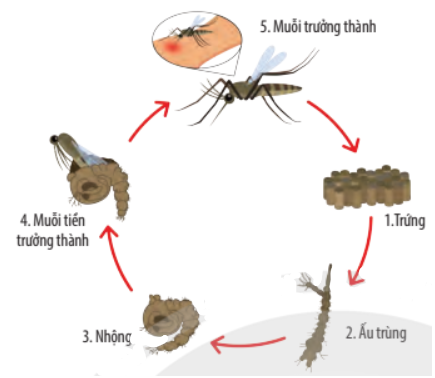 5. Muỗi trưởng thành
1.Trứng
2. Ấu trùng
3. Nhộng
4. Muỗi tiền
trưởng thành